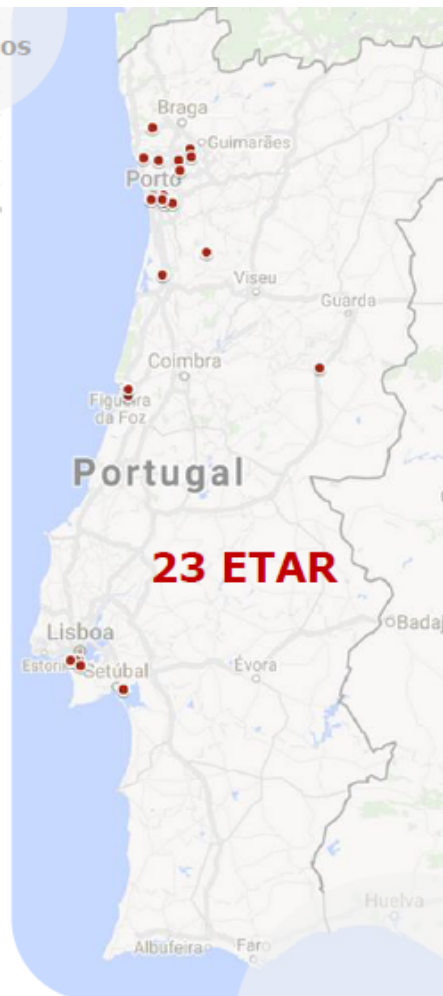 os
Braga
Guimarães
Porto
Viseu
Guarda
Coimbra
Figueira
da Foz
Portugal
23 ETAR
Lisboa
Badaj
Setúbal
Évora
Huelva
Albufeira
Faro